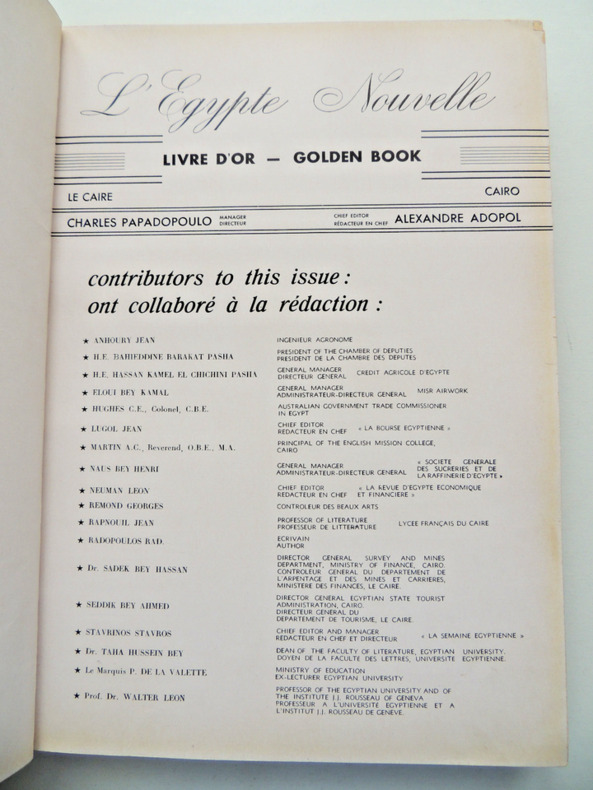 L'Egypte Nouvelle
LIVRE D'OR — GOLDEN BOOK
LE CAIRE CAIRO
CHARLES PAPADOPOULO MANAGER DIRECTEUR CHIEF EDITOR RÉDACTEUR EN CHEF ALEXANDRE ADOPOL
contributors to this issue :
ont collaboré à la rédaction :
★ ANHOURY JEAN INGENIEUR AGRONOME
★ H.E. BAHIEDDINE BARAKAT PASHA PRESIDENT OF THE CHAMBER OF DEPUTIES
PRESIDENT DE LA CHAMBRE DES DEPUTES
★ H.E. HASSAN KAMEL EL CHICHINI PASHA GENERAL MANAGER
DIRECTEUR GENERAL CREDIT AGRICOLE D'EGYPTE
★ ELOUI BEY KAMAL GENERAL MANAGER
ADMINISTRATEUR-DIRECTEUR GENERAL MISR AIRWORK
★ HUGHES C.E., Colonel, C.B.E. AUSTRALIAN GOVERNMENT TRADE COMMISSIONER
IN EGYPT
★ LUGOL JEAN CHIEF EDITOR
REDACTEUR EN CHEF « LA BOURSE EGYPTIENNE »
★ MARTIN A.C., Reverend, O.B.E., M.A. PRINCIPAL OF THE ENGLISH MISSION COLLEGE,
CAIRO
★ NAUS BEY HENRI GENERAL MANAGER
ADMINISTRATEUR-DIRECTEUR GENERAL « SOCIETE GENERALE
DES SUCRERIES ET DE
LA RAFFINERIE D'EGYPTE »
★ NEUMAN LEON CHIEF EDITOR « LA REVUE D'EGYPTE ECONOMIQUE
REDACTEUR EN CHEF ET FINANCIERE »
★ REMOND GEORGES CONTROLEUR DES BEAUX ARTS
★ RAPNOUIL JEAN PROFESSOR OF LITERATURE
PROFESSEUR DE LITTERATURE LYCEE FRANÇAIS DU CAIRE
★ RADOPOULOS RAD. ECRIVAIN
AUTHOR
★ Dr. SADEK BEY HASSAN DIRECTOR GENERAL SURVEY AND MINES
DEPARTMENT, MINISTRY OF FINANCE, CAIRO.
CONTROLEUR GENERAL DU DEPARTEMENT DE
L'ARPENTAGE ET DES MINES ET CARRIERES,
MINISTERE DES FINANCES, LE CAIRE.
★ SEDDIK BEY AHMED DIRECTOR GENERAL EGYPTIAN STATE TOURIST
ADMINISTRATION, CAIRO.
DIRECTEUR GENERAL DU
DEPARTEMENT DE TOURISME, LE CAIRE.
★ STAVRINOS STAVROS CHIEF EDITOR AND MANAGER
REDACTEUR EN CHEF ET DIRECTEUR « LA SEMAINE EGYPTIENNE »
★ Dr. TAHA HUSSEIN BEY DEAN OF THE FACULTY OF LITERATURE, EGYPTIAN UNIVERSITY.
DOYEN DE LA FACULTE DES LETTRES, UNIVERSITE EGYPTIENNE.
★ Le Marquis P. DE LA VALETTE MINISTRY OF EDUCATION
EX-LECTURER EGYPTIAN UNIVERSITY
★ Prof. Dr. WALTER LEON PROFESSOR OF THE EGYPTIAN UNIVERSITY AND OF
THE INSTITUTE J.J. ROUSSEAU OF GENEVA
PROFESSEUR A L'UNIVERSITE EGYPTIENNE ET A
L'INSTITUT J.J. ROUSSEAU DE GENEVE.